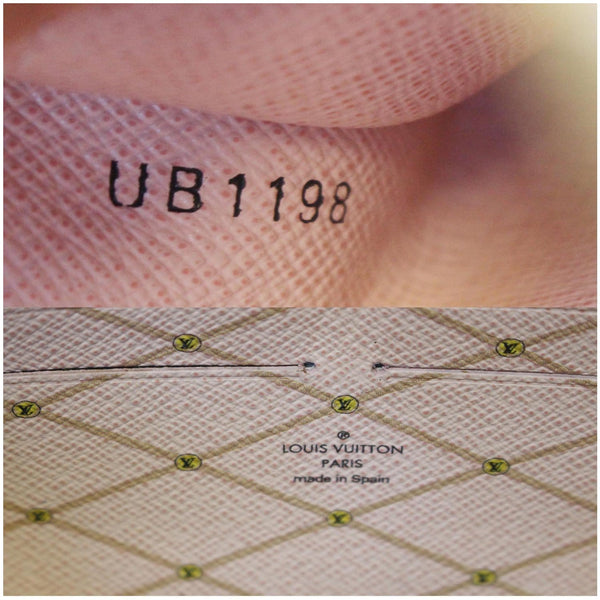 UB1198
®
LOUIS VUITTON
PARIS
made in Spain